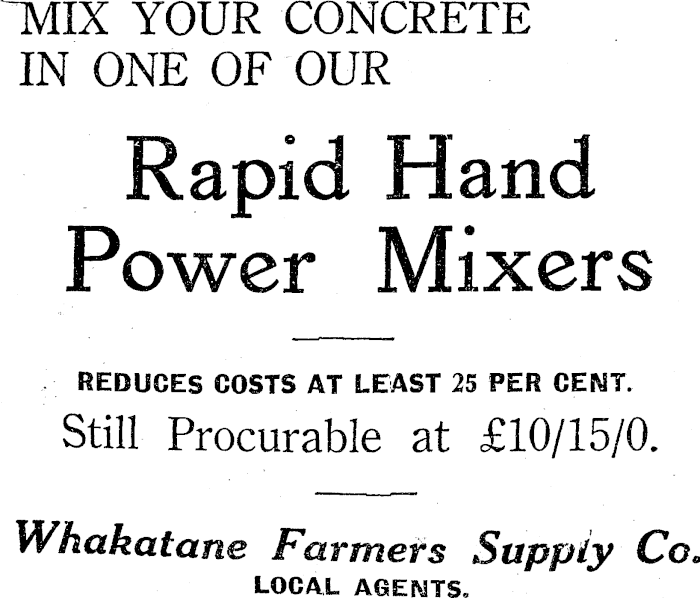 MIX YOUR CONCRETE
IN ONE OF OUR
Rapid Hand
Power Mixers
REDUCES COSTS AT LEAST 25 PER CENT.
Still Procurable at £10/15/0.
Whakatane Farmers Supply Co.
LOCAL AGENTS.